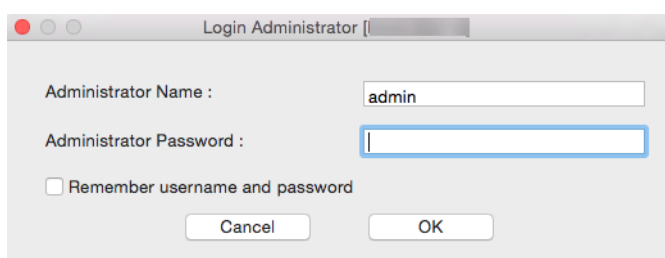 Login Administrator [
Administrator Name :
admin
Administrator Password :
Remember username and password
Cancel
OK